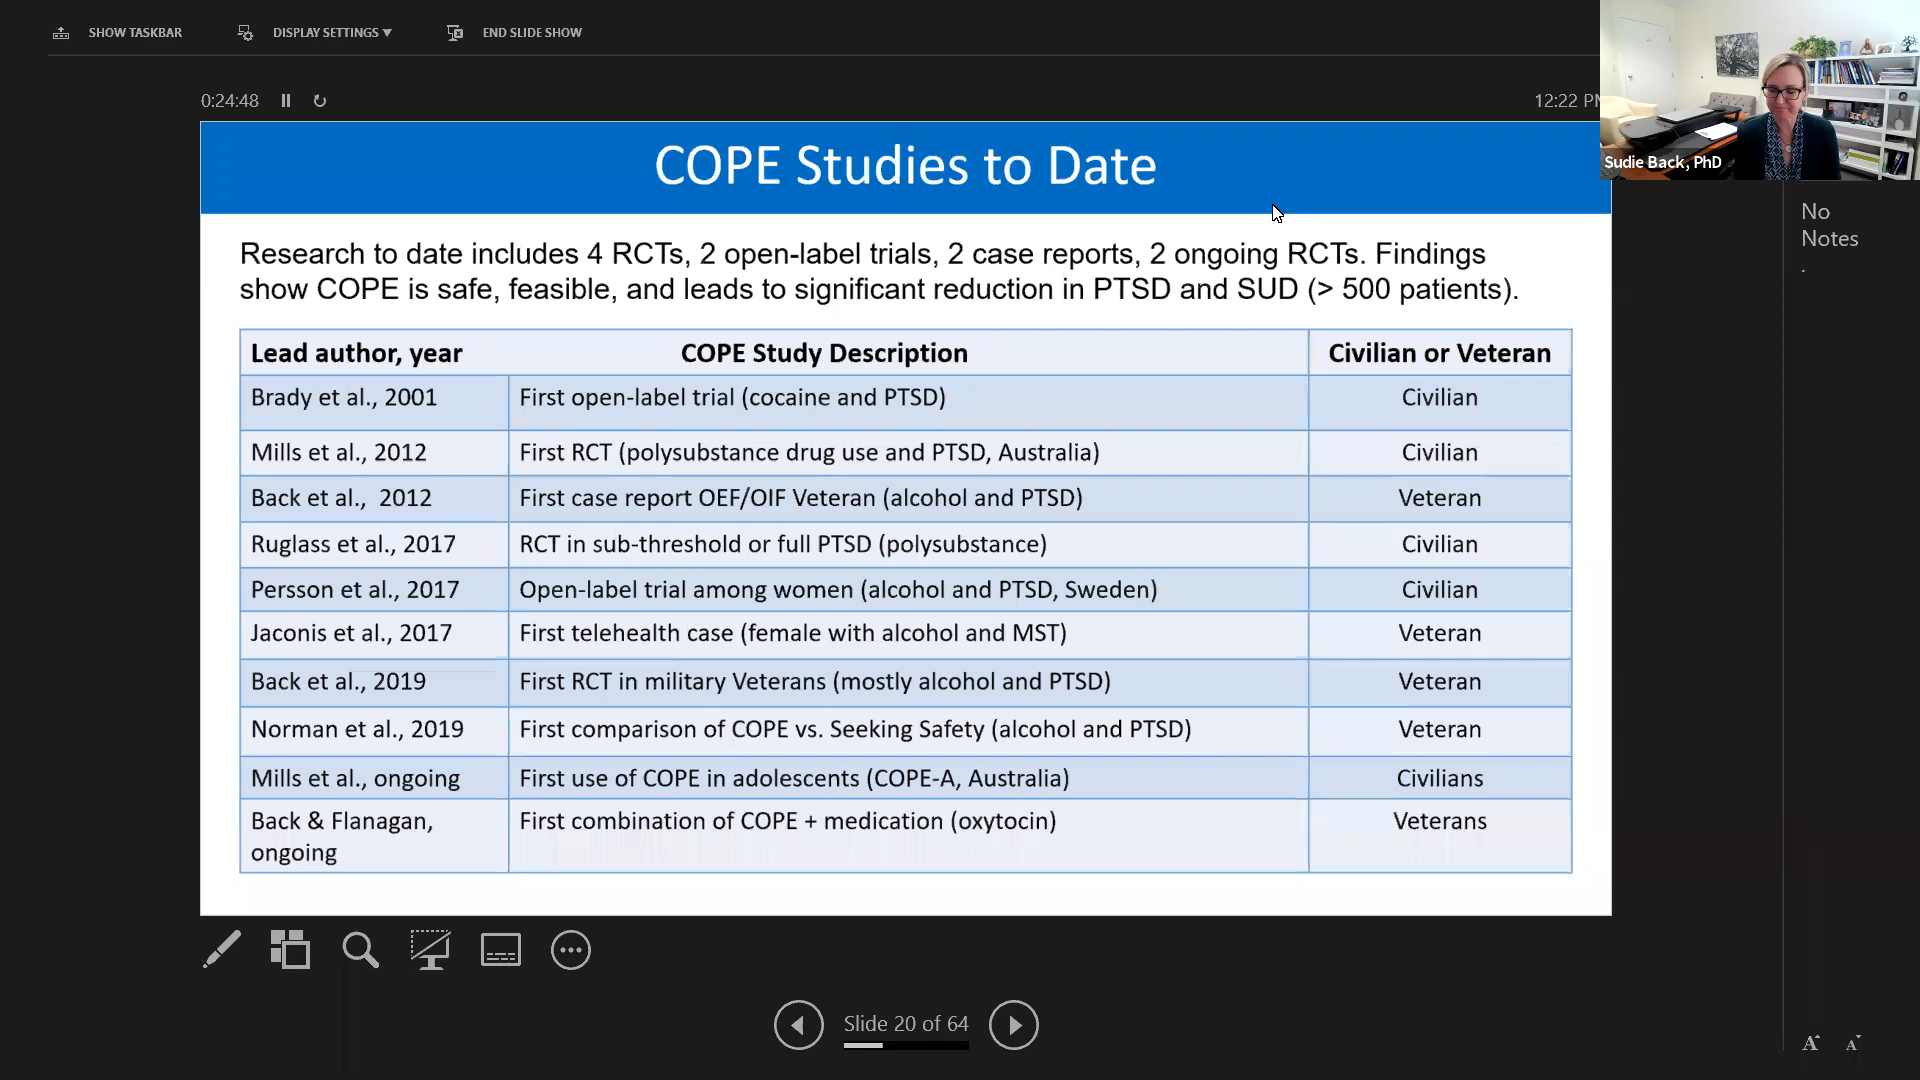 SHOW TASKBAR
DISPLAY SETTINGS ▼
END SLIDE SHOW
0:24:48
12:22 PM
Sudie Back, PhD
No
Notes
.
COPE Studies to Date
Research to date includes 4 RCTs, 2 open-label trials, 2 case reports, 2 ongoing RCTs. Findings
show COPE is safe, feasible, and leads to significant reduction in PTSD and SUD (> 500 patients).
Lead author, year COPE Study Description Civilian or Veteran
Brady et al., 2001 First open-label trial (cocaine and PTSD) Civilian
Mills et al., 2012 First RCT (polysubstance drug use and PTSD, Australia) Civilian
Back et al., 2012 First case report OEF/OIF Veteran (alcohol and PTSD) Veteran
Ruglass et al., 2017 RCT in sub-threshold or full PTSD (polysubstance) Civilian
Persson et al., 2017 Open-label trial among women (alcohol and PTSD, Sweden) Civilian
Jaconis et al., 2017 First telehealth case (female with alcohol and MST) Veteran
Back et al., 2019 First RCT in military Veterans (mostly alcohol and PTSD) Veteran
Norman et al., 2019 First comparison of COPE vs. Seeking Safety (alcohol and PTSD) Veteran
Mills et al., ongoing First use of COPE in adolescents (COPE-A, Australia) Civilians
Back & Flanagan, First combination of COPE + medication (oxytocin) Veterans
ongoing
Slide 20 of 64
A A